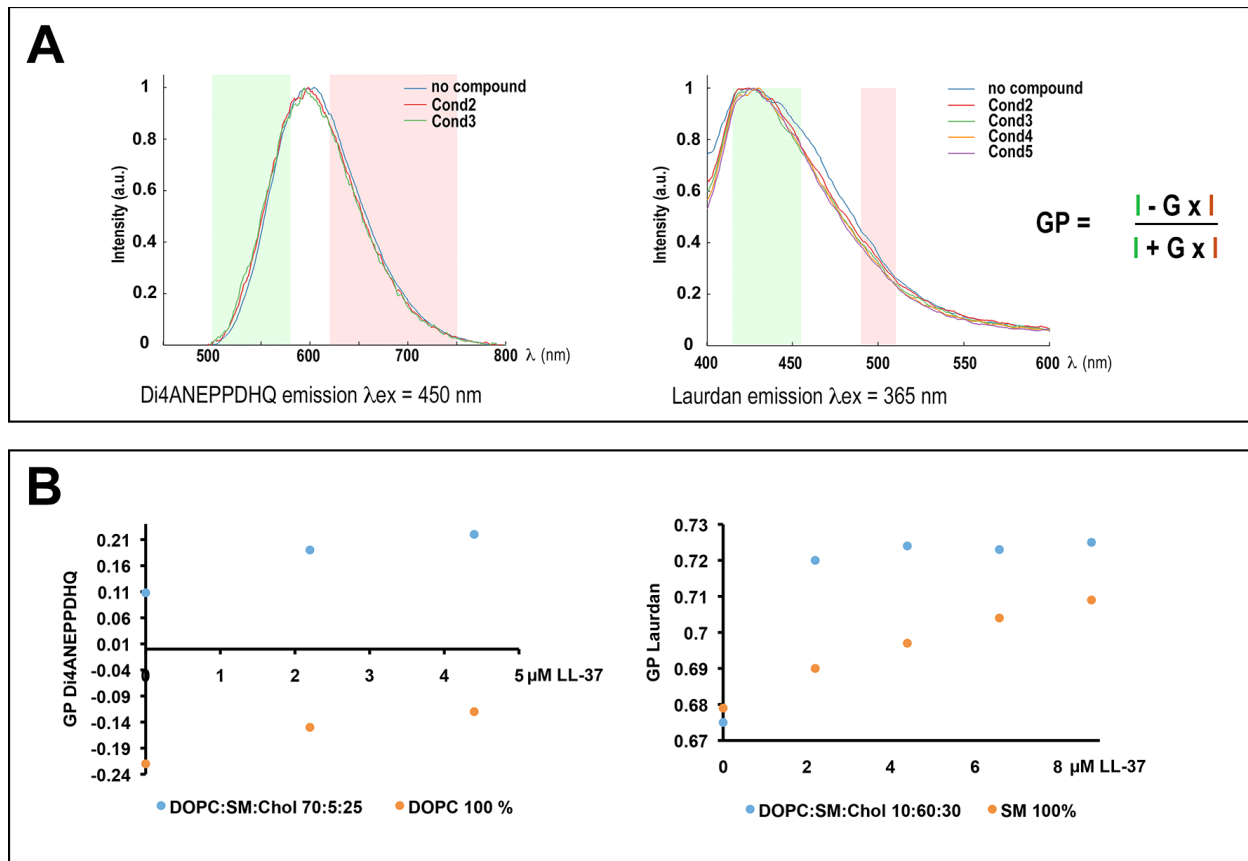 A
no compound
Cond2
Cond3
Intensity (a.u.)
1
0.8
0.6
0.4
0.2
0
500
600
700
800
λ (nm)
Di4ANEPPDHQ emission λex = 450 nm
no compound
Cond2
Cond3
Cond4
Cond5
Intensity (a.u.)
1
0.8
0.6
0.4
0.2
0
400
450
500
550
600
λ (nm)
Laurdan emission λex = 365 nm
GP =
I - G x I
I + G x I
B
GP Di4ANEPPDHQ
0.21
0.16
0.11
0.06
0.01
-0.04
-0.09
-0.14
-0.19
-0.24
0
1
2
3
4
5
µM LL-37
DOPC:SM:Chol 70:5:25
DOPC 100 %
GP Laurdan
0.73
0.72
0.71
0.7
0.69
0.68
0.67
0
2
4
6
8
µM LL-37
DOPC:SM:Chol 10:60:30
SM 100%